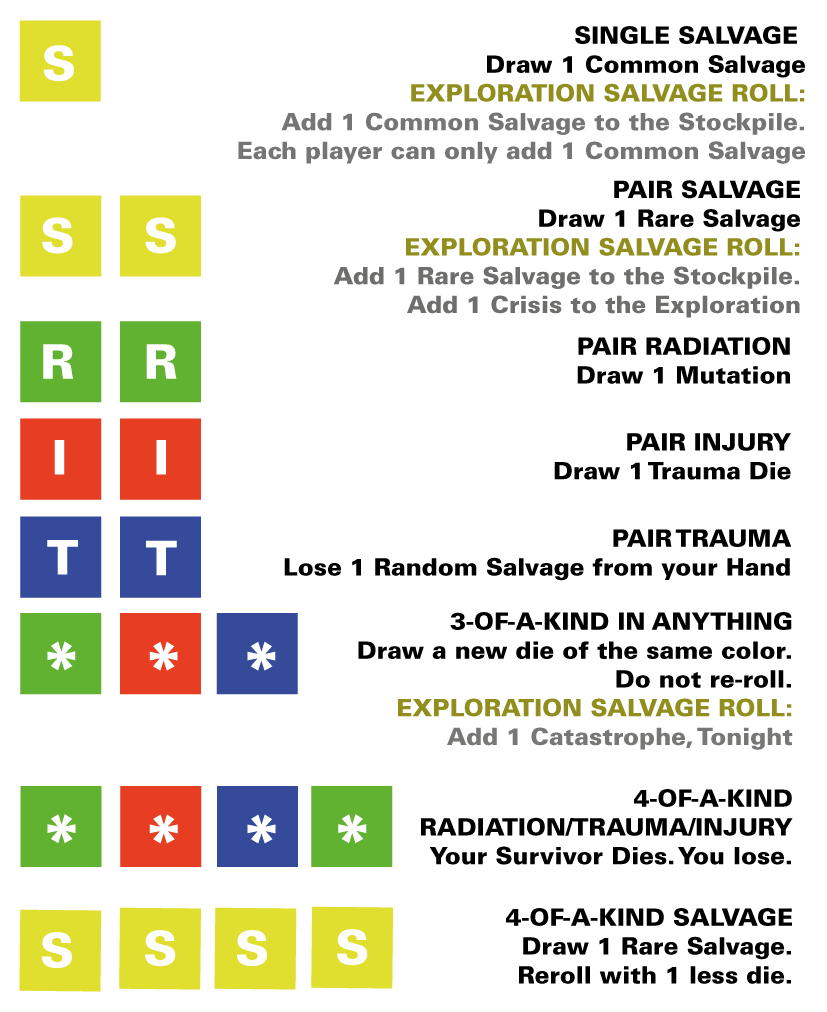 S
SINGLE SALVAGE
Draw 1 Common Salvage
EXPLORATION SALVAGE ROLL:
Add 1 Common Salvage to the Stockpile.
Each player can only add 1 Common Salvage
S S
PAIR SALVAGE
Draw 1 Rare Salvage
EXPLORATION SALVAGE ROLL:
Add 1 Rare Salvage to the Stockpile.
Add 1 Crisis to the Exploration
R R
PAIR RADIATION
Draw 1 Mutation
I I
PAIR INJURY
Draw 1 Trauma Die
T T
PAIR TRAUMA
Lose 1 Random Salvage from your Hand
* * *
3-OF-A-KIND IN ANYTHING
Draw a new die of the same color.
Do not re-roll.
EXPLORATION SALVAGE ROLL:
Add 1 Catastrophe, Tonight
* * * *
4-OF-A-KIND
RADIATION/TRAUMA/INJURY
Your Survivor Dies. You lose.
S S S S
4-OF-A-KIND SALVAGE
Draw 1 Rare Salvage.
Reroll with 1 less die.